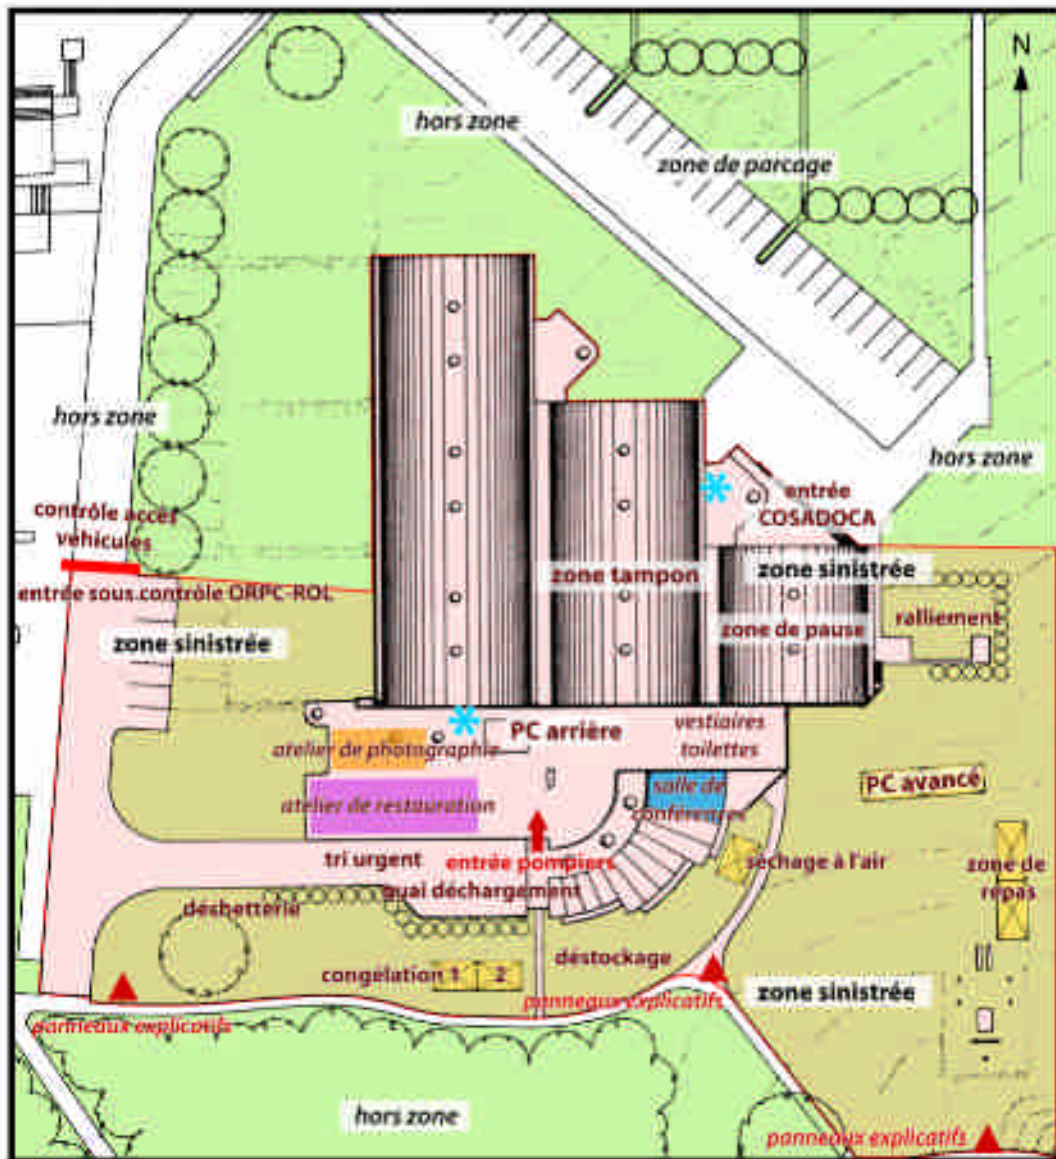 N
hors zone
zone de parcage
hors zone
hors zone
contrôle accès
véhicules
entrée
COSADOCA
entrée sous contrôle ORPC-ROL
zone tampon
zone sinistrée
zone sinistrée
zone de pause
ralliement
PC arrière
vestiaires
toilettes
atelier de photographie
PC avancé
atelier de restauration
salle de
conférences
tri urgent
entrée pompiers
séchage à l'air
zone de
repas
quai déchargement
déchetterie
congélation 1 2
déstockage
panneaux explicatifs
zone sinistrée
panneaux explicatifs
hors zone
panneaux explicatifs